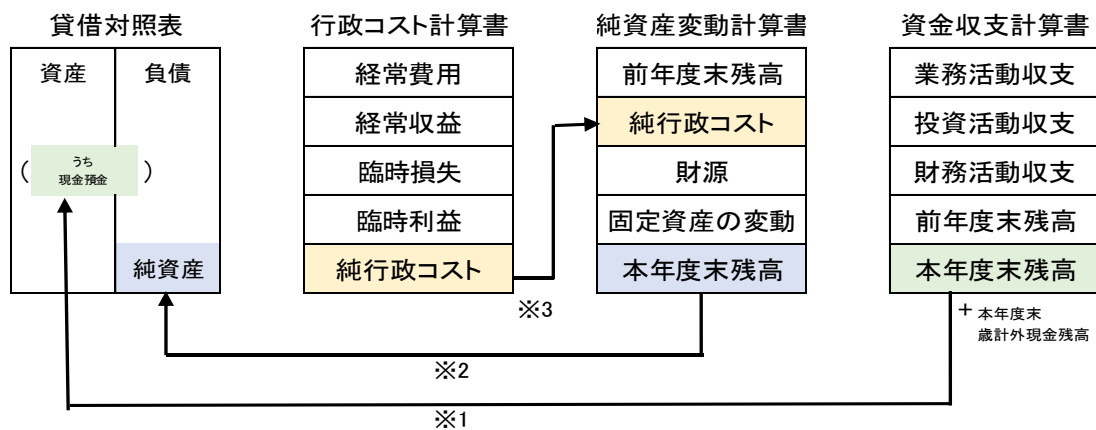 貸借対照表
資産
負債
(
うち
現金預金
)
純資産
行政コスト計算書
経常費用
経常収益
臨時損失
臨時利益
純行政コスト
純資産変動計算書
前年度末残高
純行政コスト
財源
固定資産の変動
本年度末残高
資金収支計算書
業務活動収支
投資活動収支
財務活動収支
前年度末残高
本年度末残高
+ 本年度末
歳計外現金残高
※3
※2
※1